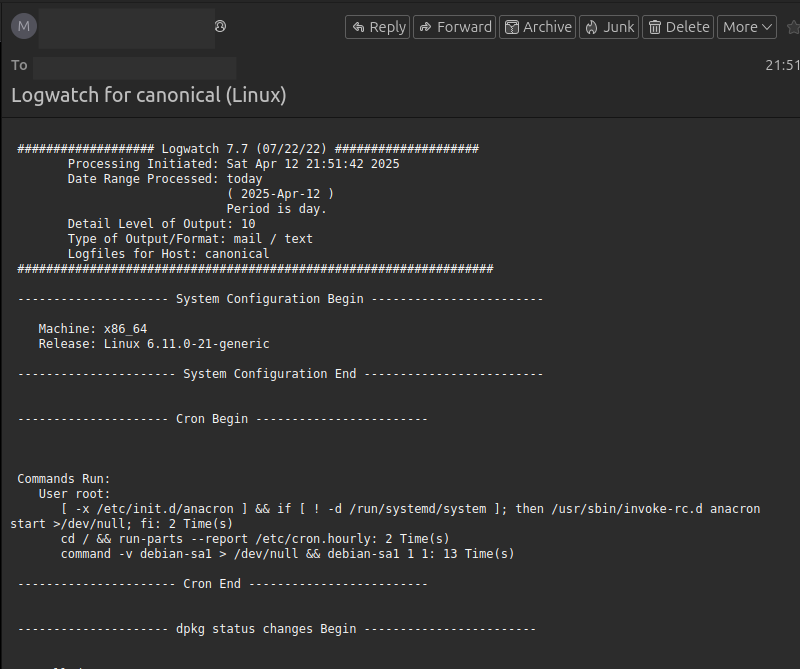 M
Reply Forward Archive Junk Delete More
To 21:51
Logwatch for canonical (Linux)
################### Logwatch 7.7 (07/22/22) ####################
Processing Initiated: Sat Apr 12 21:51:42 2025
Date Range Processed: today
( 2025-Apr-12 )
Period is day.
Detail Level of Output: 10
Type of Output/Format: mail / text
Logfiles for Host: canonical
##################################################################
--------------------- System Configuration Begin ------------------------
Machine: x86_64
Release: Linux 6.11.0-21-generic
---------------------- System Configuration End -------------------------
--------------------- Cron Begin ------------------------
Commands Run:
User root:
[ -x /etc/init.d/anacron ] && if [ ! -d /run/systemd/system ]; then /usr/sbin/invoke-rc.d anacron
start >/dev/null; fi: 2 Time(s)
cd / && run-parts --report /etc/cron.hourly: 2 Time(s)
command -v debian-sa1 > /dev/null && debian-sa1 1 1: 13 Time(s)
---------------------- Cron End -------------------------
--------------------- dpkg status changes Begin ------------------------